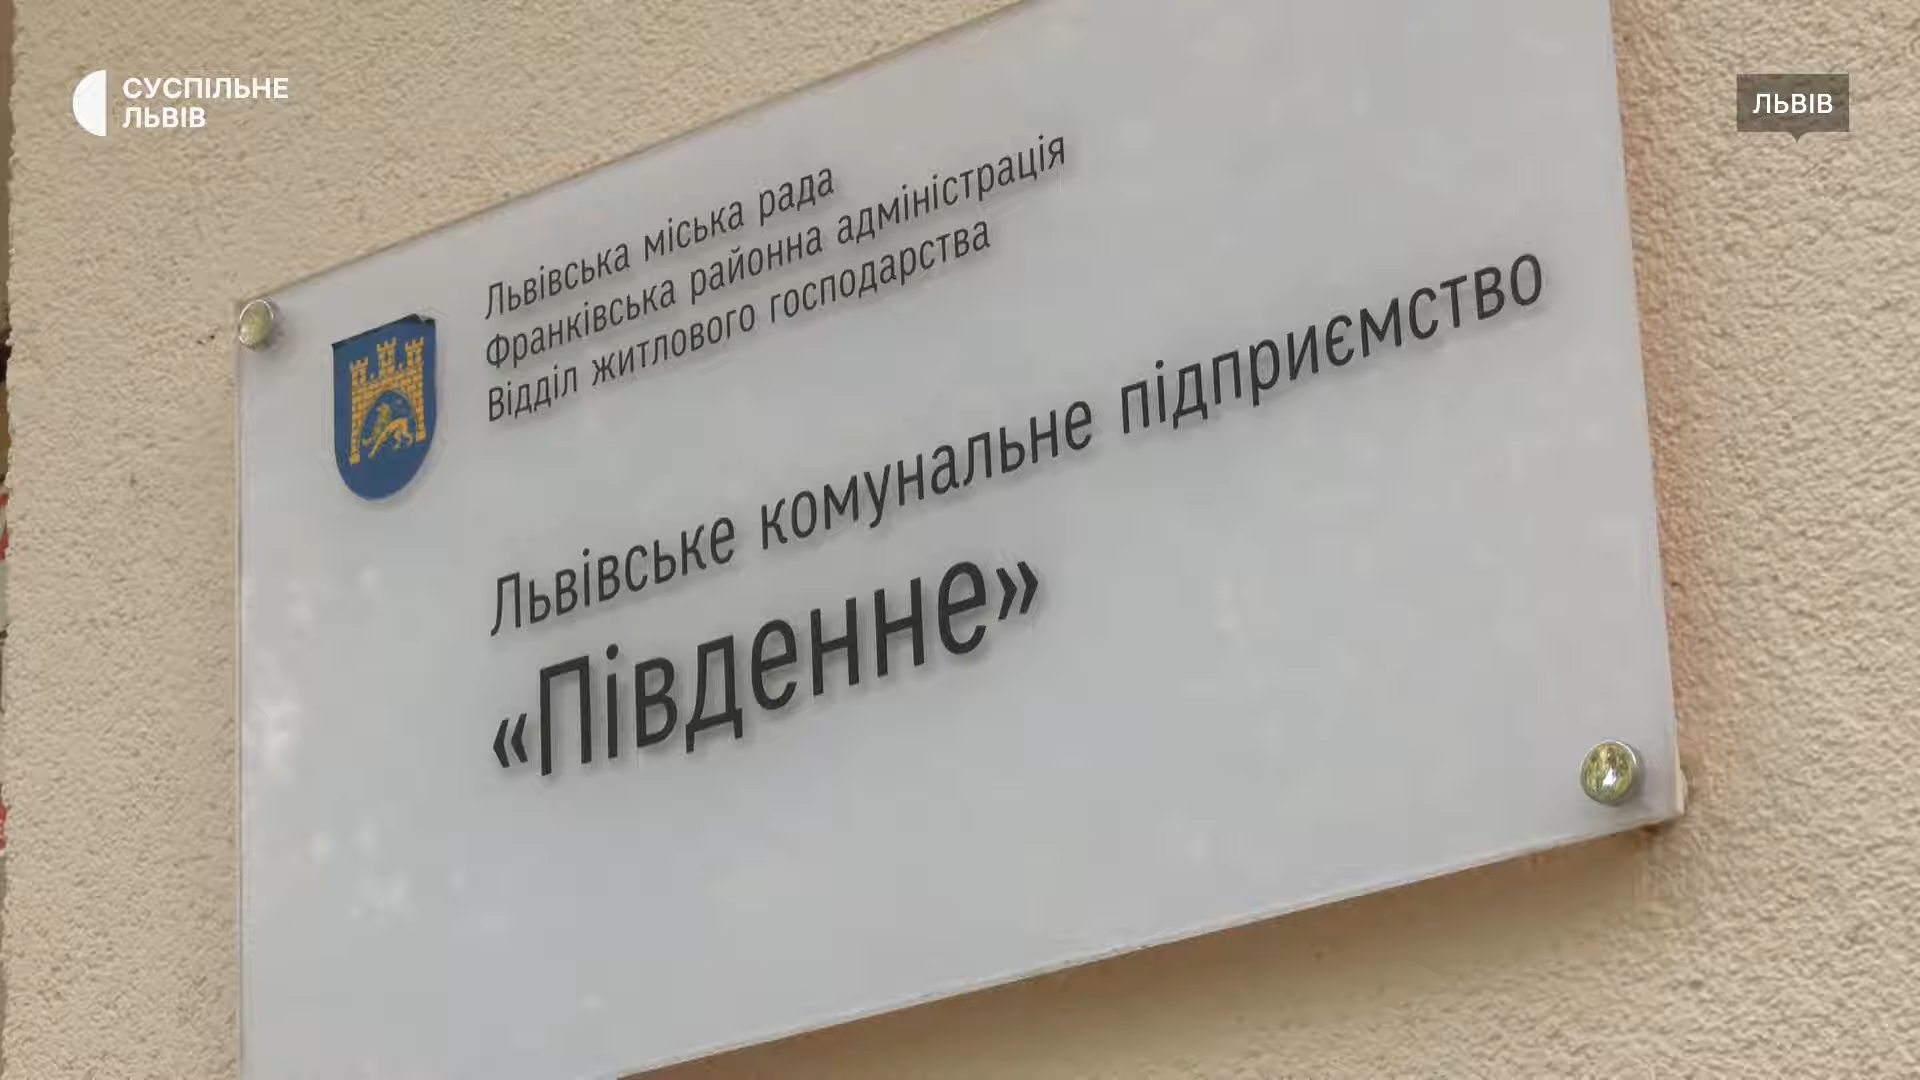 СУСПІЛЬНЕ
ЛЬВІВ
ЛЬВІВ
Львівська міська рада
Франківська районна адміністрація
Відділ житлового господарства
Львівське комунальне підприємство
«Південне»